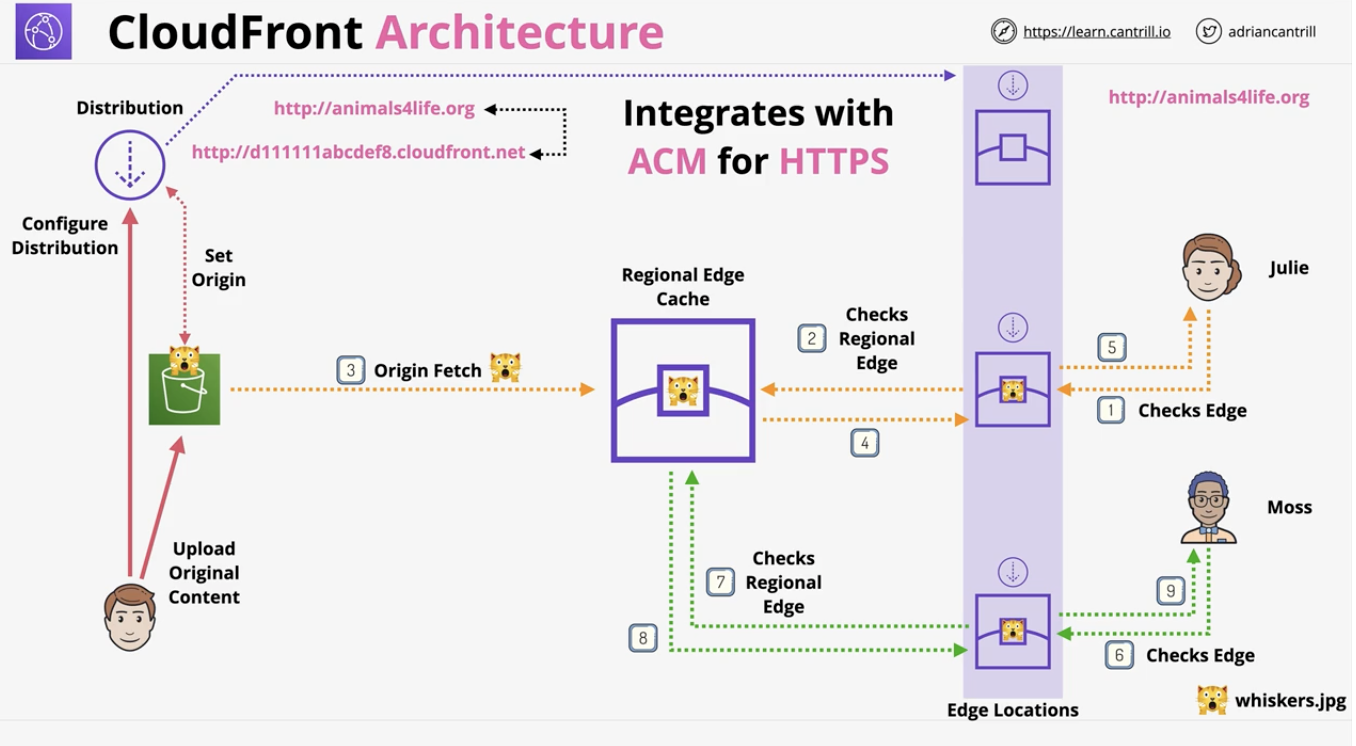 CloudFront Architecture
https://learn.cantrill.io
adriancantrill
Distribution
http://animals4life.org
http://d111111abcdef8.cloudfront.net
Integrates with
ACM for HTTPS
http://animals4life.org
Configure
Distribution
Set
Origin
Regional Edge
Cache
Julie
Checks
2 Regional
Edge
3 Origin Fetch
5
1 Checks Edge
4
Moss
Upload
Original
Content
Checks
7 Regional
Edge
9
8
6 Checks Edge
whiskers.jpg
Edge Locations